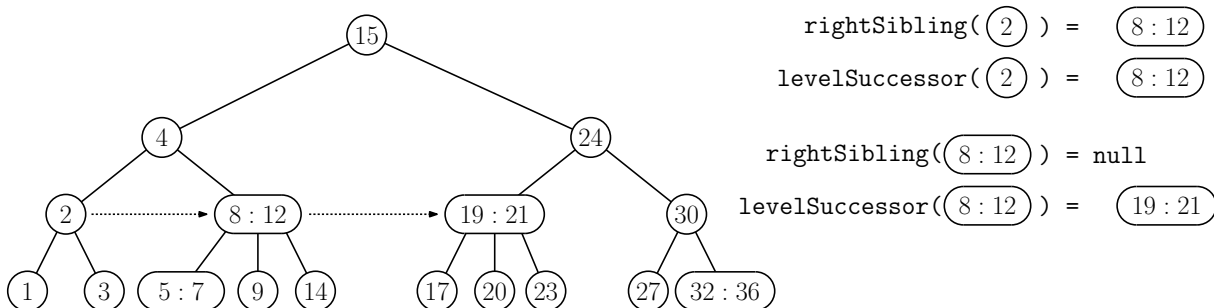 15
4 24
2 8 : 12 19 : 21 30
1 3 5 : 7 9 14 17 20 23 27 32 : 36
rightSibling( 2 ) = 8 : 12
levelSuccessor( 2 ) = 8 : 12
rightSibling( 8 : 12 ) = null
levelSuccessor( 8 : 12 ) = 19 : 21